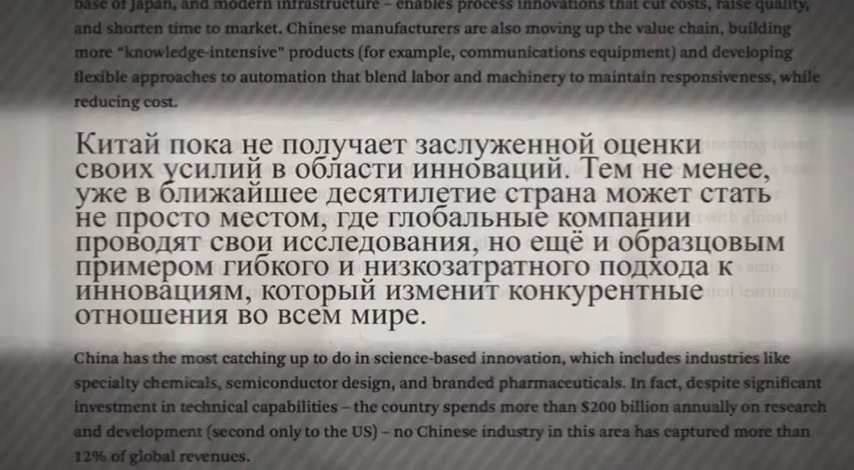 base of Japan, and modern infrastructure – enables process innovations that cut costs, raise quality,
and shorten time to market. Chinese manufacturers are also moving up the value chain, building
more “knowledge-intensive” products (for example, communications equipment) and developing
flexible approaches to automation that blend labor and machinery to maintain responsiveness, while
reducing cost.
Китай пока не получает заслуженной оценки
своих усилий в области инноваций. Тем не менее,
уже в ближайшее десятилетие страна может стать
не просто местом, где глобальные компании
проводят свои исследования, но ещё и образцовым
примером гибкого и низкозатратного подхода к
инновациям, который изменит конкурентные
отношения во всем мире.
China has the most catching up to do in science-based innovation, which includes industries like
specialty chemicals, semiconductor design, and branded pharmaceuticals. In fact, despite significant
investment in technical capabilities – the country spends more than $200 billion annually on research
and development (second only to the US) – no Chinese industry in this area has captured more than
12% of global revenues.